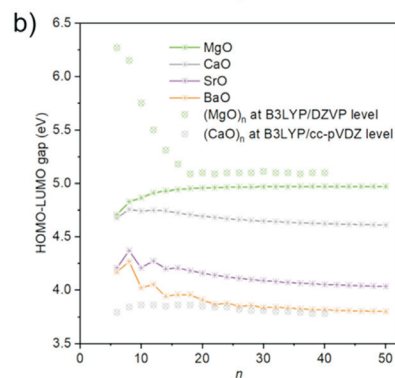 b)
6.5
6.0
5.5
5.0
4.5
4.0
3.5
HOMO-LUMO gap (eV)
MgO
CaO
SrO
BaO
(MgO)n at B3LYP/DZVP level
(CaO)n at B3LYP/cc-pVDZ level
0 10 20 30 40 50
n